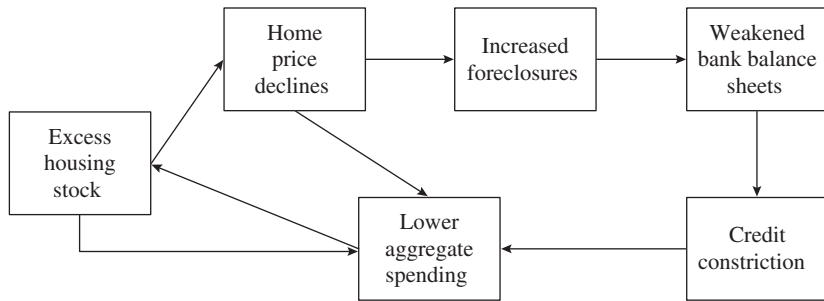 Home
price
declines
Increased
foreclosures
Weakened
bank balance
sheets
Excess
housing
stock
Lower
aggregate
spending
Credit
constriction